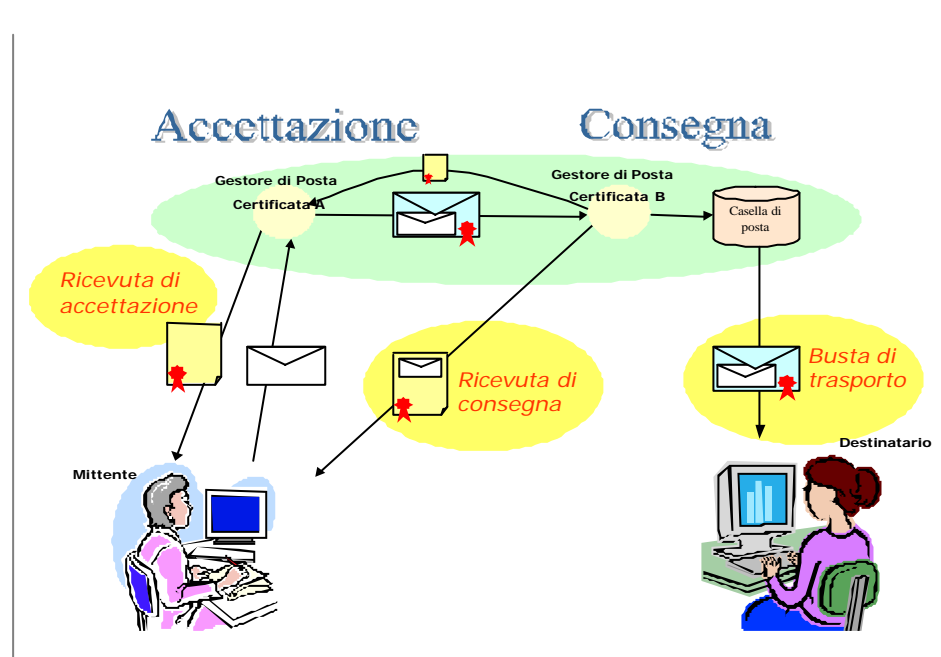 Accettazione
Consegna
Gestore di Posta
Certificata A
Gestore di Posta
Certificata B
Casella di
posta
Ricevuta di
accettazione
Ricevuta di
consegna
Busta di
trasporto
Mittente
Destinatario